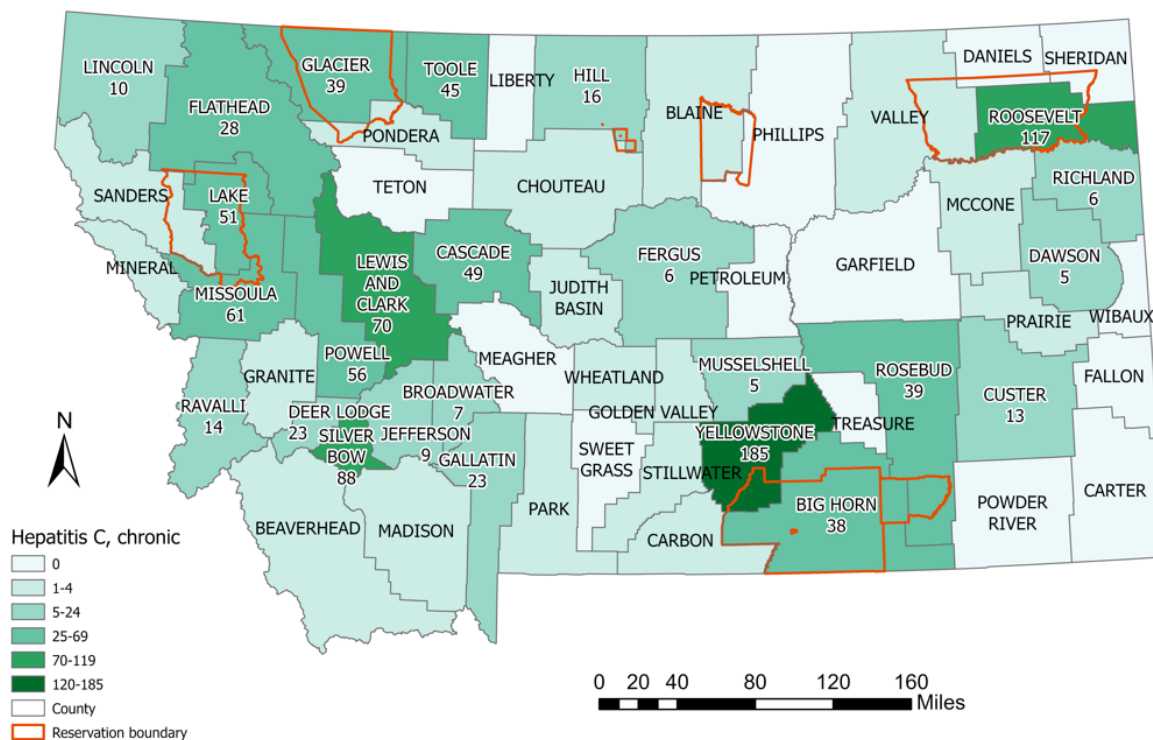 LINCOLN
10
FLATHEAD
28
GLACIER
39
TOOLE
45
LIBERTY
HILL
16
BLAINE
PHILLIPS
VALLEY
DANIELS
SHERIDAN
ROOSEVELT
117
PONDERA
TETON
CHOUTEAU
SANDERS
LAKE
51
MINERAL
MISSOULA
61
LEWIS
AND
CLARK
70
CASCADE
49
JUDITH
BASIN
FERGUS
6
PETROLEUM
GARFIELD
MCCONE
RICHLAND
6
DAWSON
5
WIBAUX
PRAIRIE
POWELL
56
GRANITE
RAVALLI
14
DEER LODGE
23
SILVER
BOW
88
JEFFERSON
9
BROADWATER
7
MEAGHER
WHEATLAND
GOLDEN VALLEY
MUSSELSHELL
5
ROSEBUD
39
CUSTER
13
FALLON
TREASURE
YELLOWSTONE
185
GALLATIN
23
SWEET
GRASS
STILLWATER
PARK
CARBON
BIG HORN
38
POWDER
RIVER
CARTER
BEAVERHEAD
MADISON
N
Hepatitis C, chronic
0
1-4
5-24
25-69
70-119
120-185
County
Reservation boundary
0 20 40 80 120 160
Miles